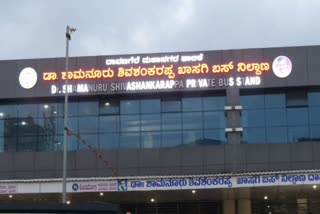 ದಾವಣಗೆರೆ ಮಹಾನಗರ ಪಾಲಿಕೆ
ಡಾ: ಶಾಮನೂರು ಶಿವಶಂಕರಪ್ಪ ಖಾಸಗಿ ಬಸ್ ನಿಲ್ದಾಣ
Dr. SHAMANURU SHIVASHANKARAPPA PRIVATE BUS STAND
ಡಾ: ಶಾಮನೂರು ಶಿವಶಂಕರಪ್ಪ ಖಾಸಗಿ ಬಸ್ ನಿಲ್ದಾಣ